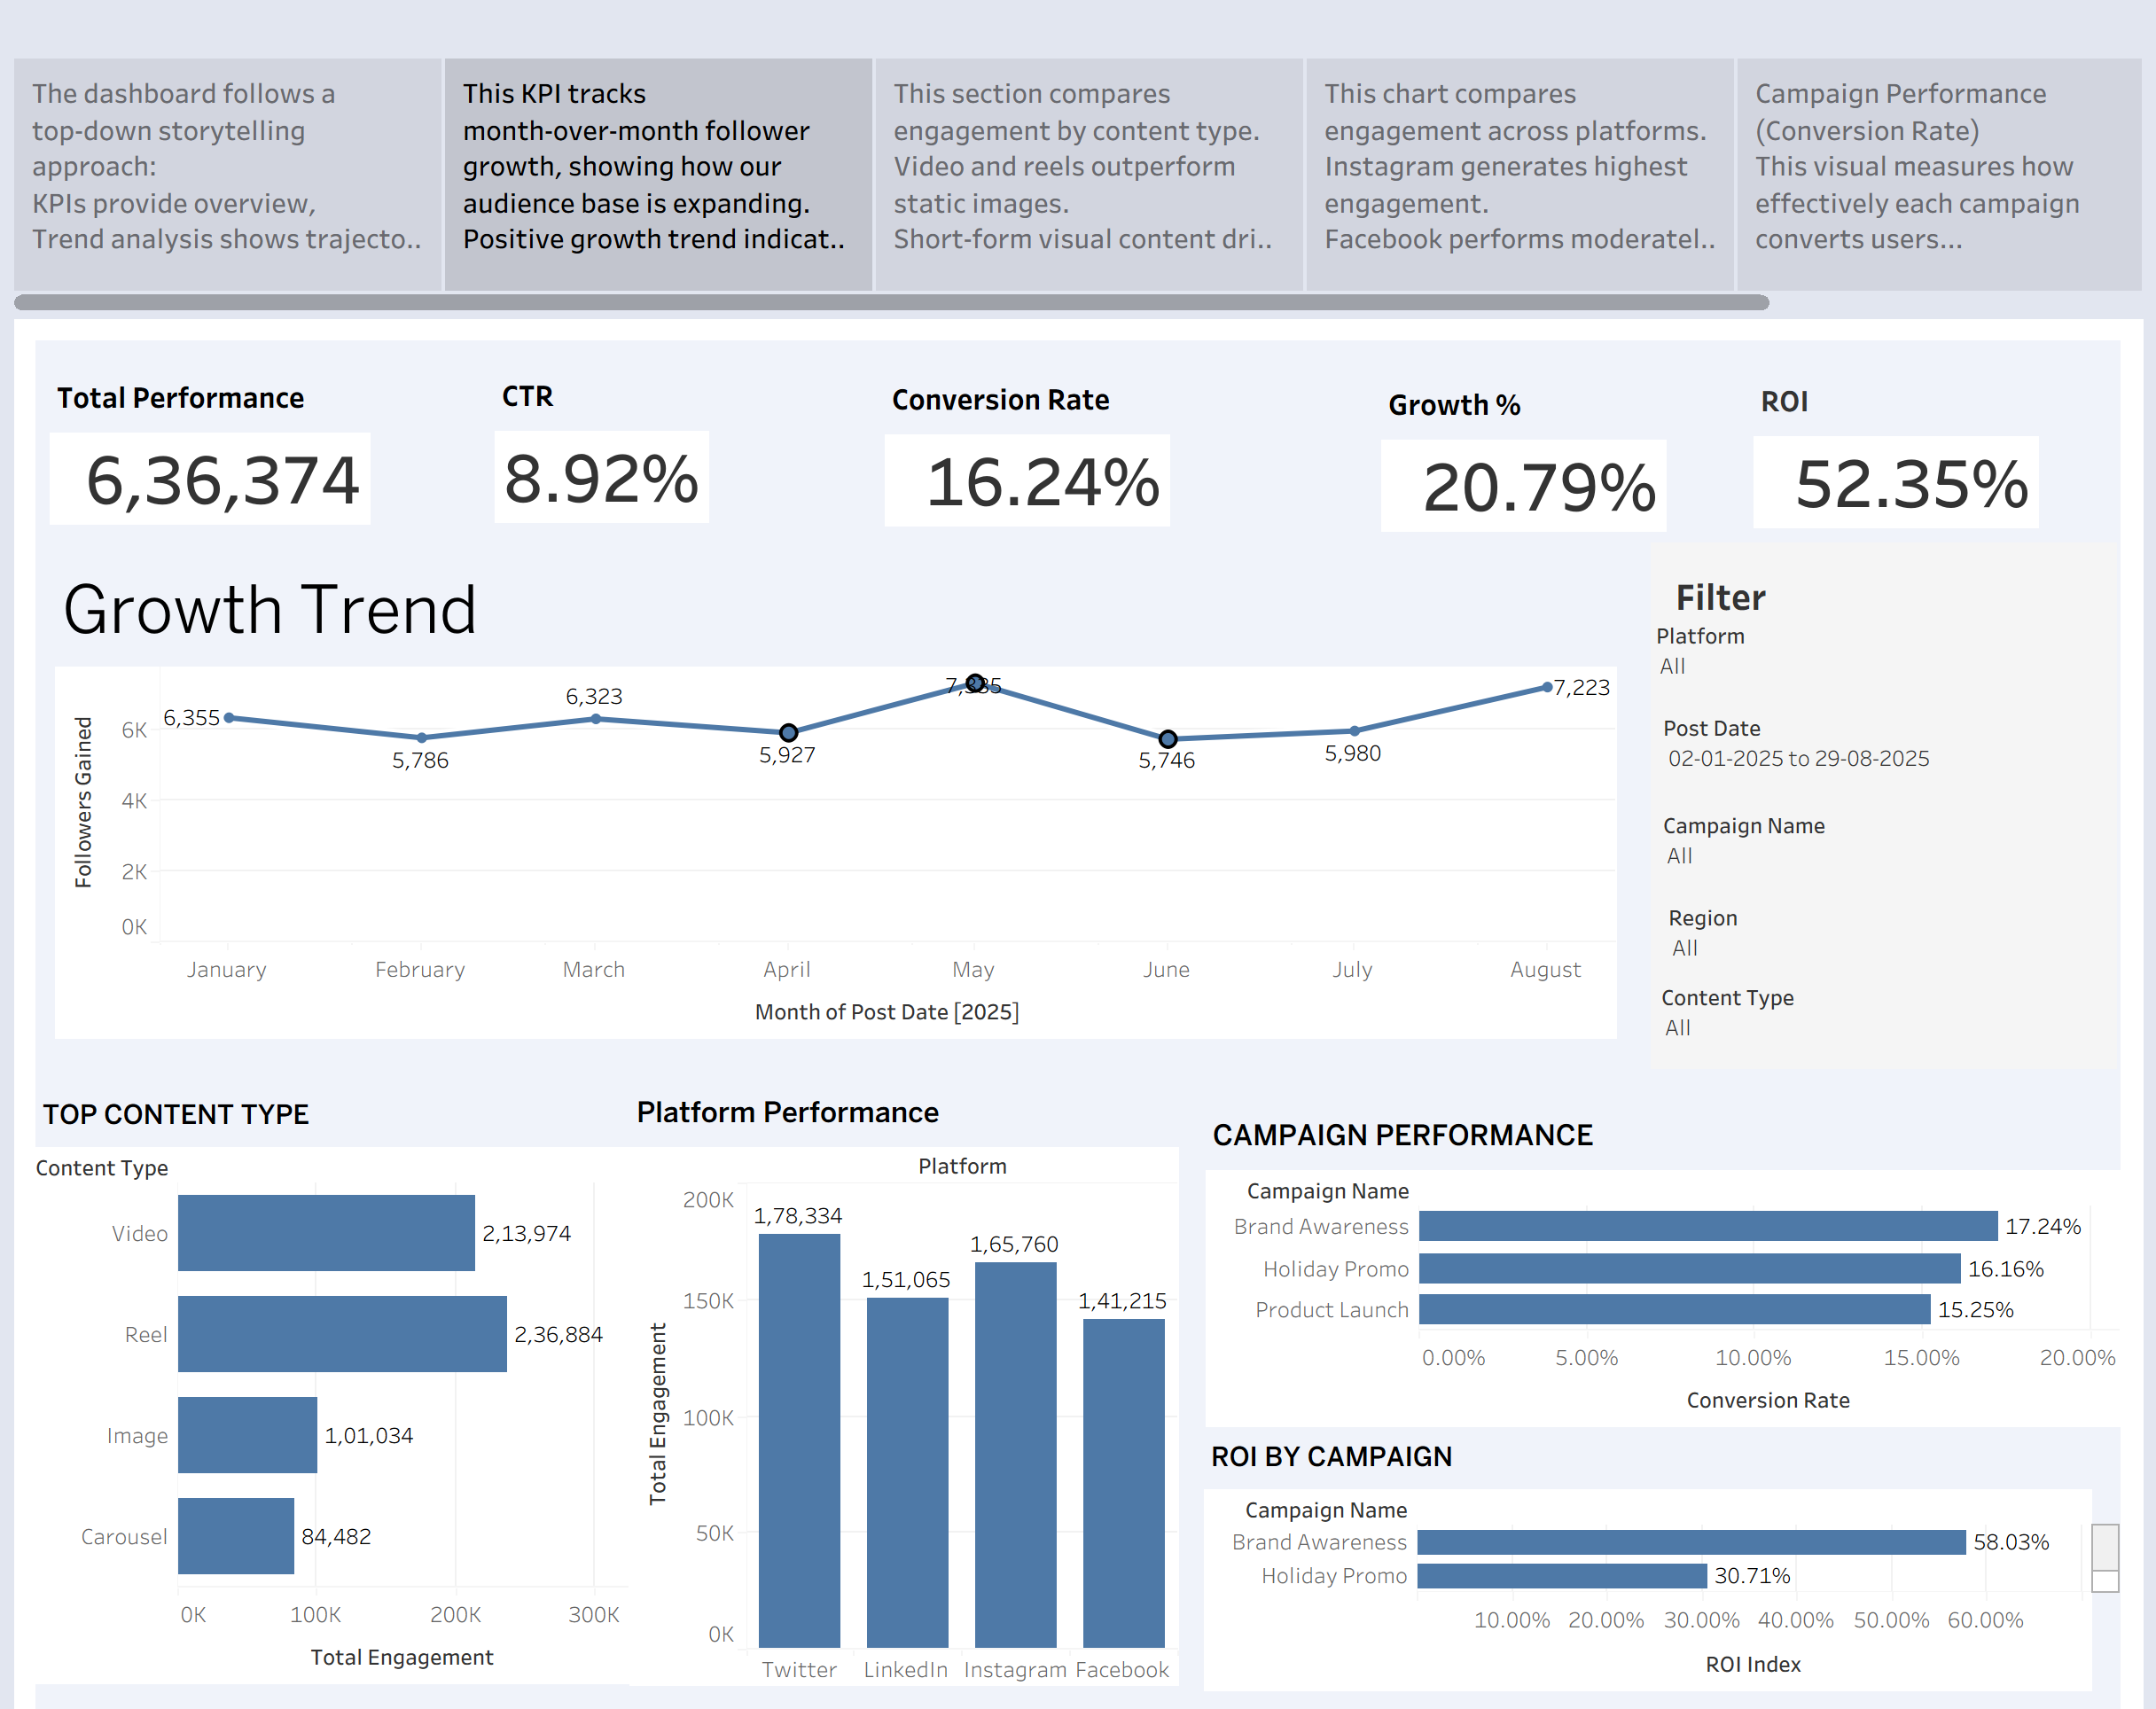 The dashboard follows a
top-down storytelling
approach:
KPIs provide overview,
Trend analysis shows trajecto..
This KPI tracks
month-over-month follower
growth, showing how our
audience base is expanding.
Positive growth trend indicat..
This section compares
engagement by content type.
Video and reels outperform
static images.
Short-form visual content dri..
This chart compares
engagement across platforms.
Instagram generates highest
engagement.
Facebook performs moderatel..
Campaign Performance
(Conversion Rate)
This visual measures how
effectively each campaign
converts users...
Total Performance
6,36,374
CTR
8.92%
Conversion Rate
16.24%
Growth %
20.79%
ROI
52.35%
Growth Trend
Followers Gained
6K
4K
2K
0K
6,355
5,786
6,323
5,927
5,746
5,980
7,223
January
February
March
April
May
June
July
August
Month of Post Date [2025]
Filter
Platform
All
Post Date
02-01-2025 to 29-08-2025
Campaign Name
All
Region
All
Content Type
All
TOP CONTENT TYPE
Content Type
Video 2,13,974
Reel 2,36,884
Image 1,01,034
Carousel 84,482
0K 100K 200K 300K
Total Engagement
Platform Performance
Platform
Total Engagement
200K
150K
100K
50K
0K
1,78,334
1,51,065
1,65,760
1,41,215
Twitter LinkedIn Instagram Facebook
CAMPAIGN PERFORMANCE
Campaign Name
Brand Awareness 17.24%
Holiday Promo 16.16%
Product Launch 15.25%
0.00% 5.00% 10.00% 15.00% 20.00%
Conversion Rate
ROI BY CAMPAIGN
Campaign Name
Brand Awareness 58.03%
Holiday Promo 30.71%
10.00% 20.00% 30.00% 40.00% 50.00% 60.00%
ROI Index